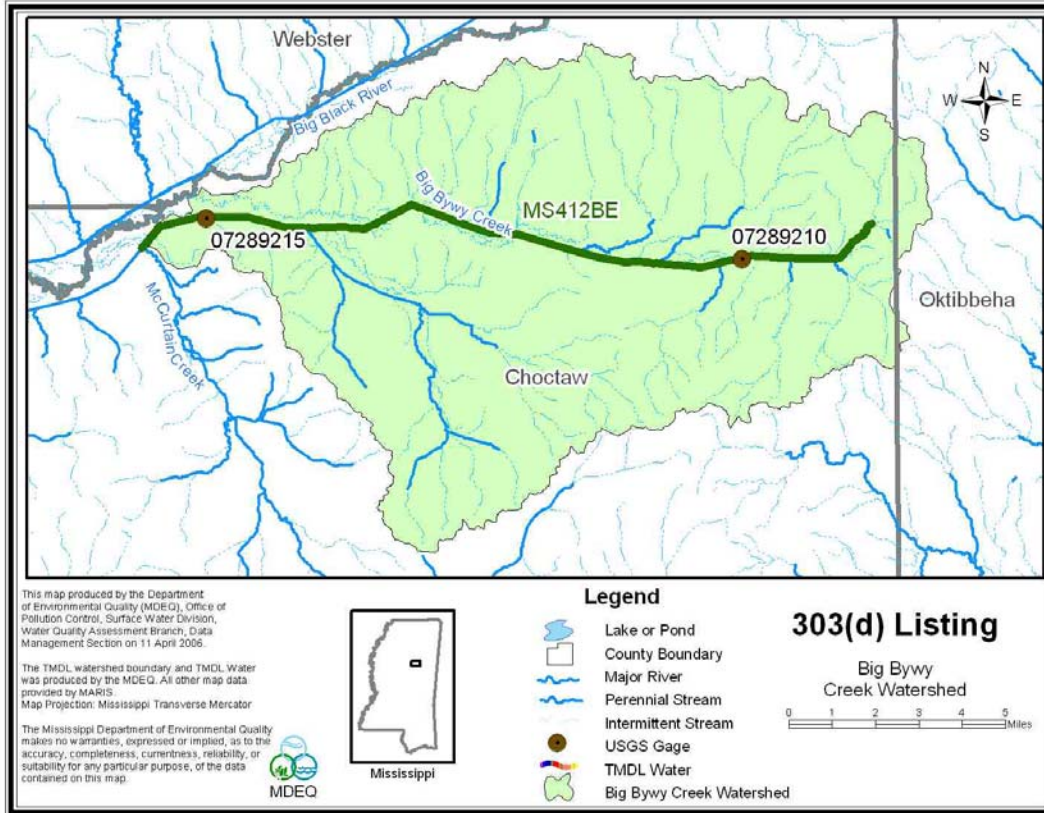 Webster
Big Black River
N
W E
S
Big Bywy Creek
MS412BE
07289215
07289210
McCurtain Creek
Oktibbeha
Choctaw
This map produced by the Department
of Environmental Quality (MDEQ), Office of
Pollution Control, Surface Water Division,
Water Quality Assessment Branch, Data
Management Section on 11 April 2006.
The TMDL watershed boundary and TMDL Water
was produced by the MDEQ. All other map data
provided by MARIS.
Map Projection: Mississippi Transverse Mercator
The Mississippi Department of Environmental Quality
makes no warranties, expressed or implied, as to the
accuracy, completeness, currentness, reliability, or
suitability for any particular purpose, of the data
contained on this map.
MDEQ
Mississippi
Legend
Lake or Pond
County Boundary
Major River
Perennial Stream
Intermittent Stream
USGS Gage
TMDL Water
Big Bywy Creek Watershed
303(d) Listing
Big Bywy
Creek Watershed
0 1 2 3 4 5
Miles